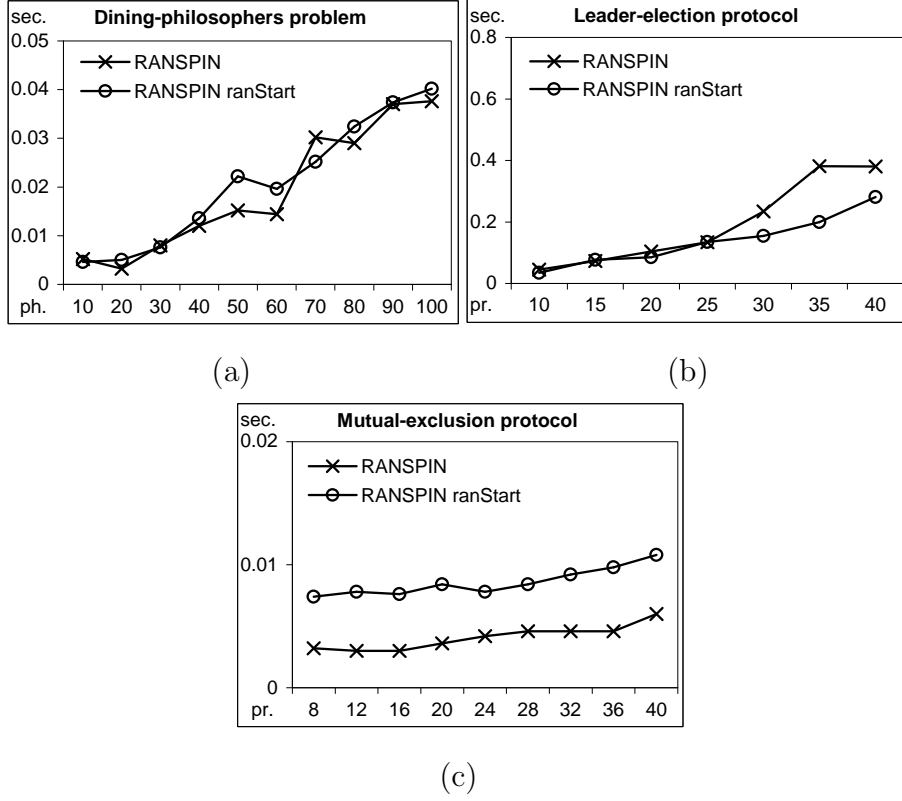 sec. Dining-philosophers problem
0.05
RANSPIN
0.04
RANSPIN ranStart
0.03
0.02
0.01
0
ph. 10 20 30 40 50 60 70 80 90 100
(a)
sec. Leader-election protocol
0.8
RANSPIN
RANSPIN ranStart
0.6
0.4
0.2
0
pr. 10 15 20 25 30 35 40
(b)
sec. Mutual-exclusion protocol
0.02
RANSPIN
RANSPIN ranStart
0.01
0
pr. 8 12 16 20 24 28 32 36 40
(c)